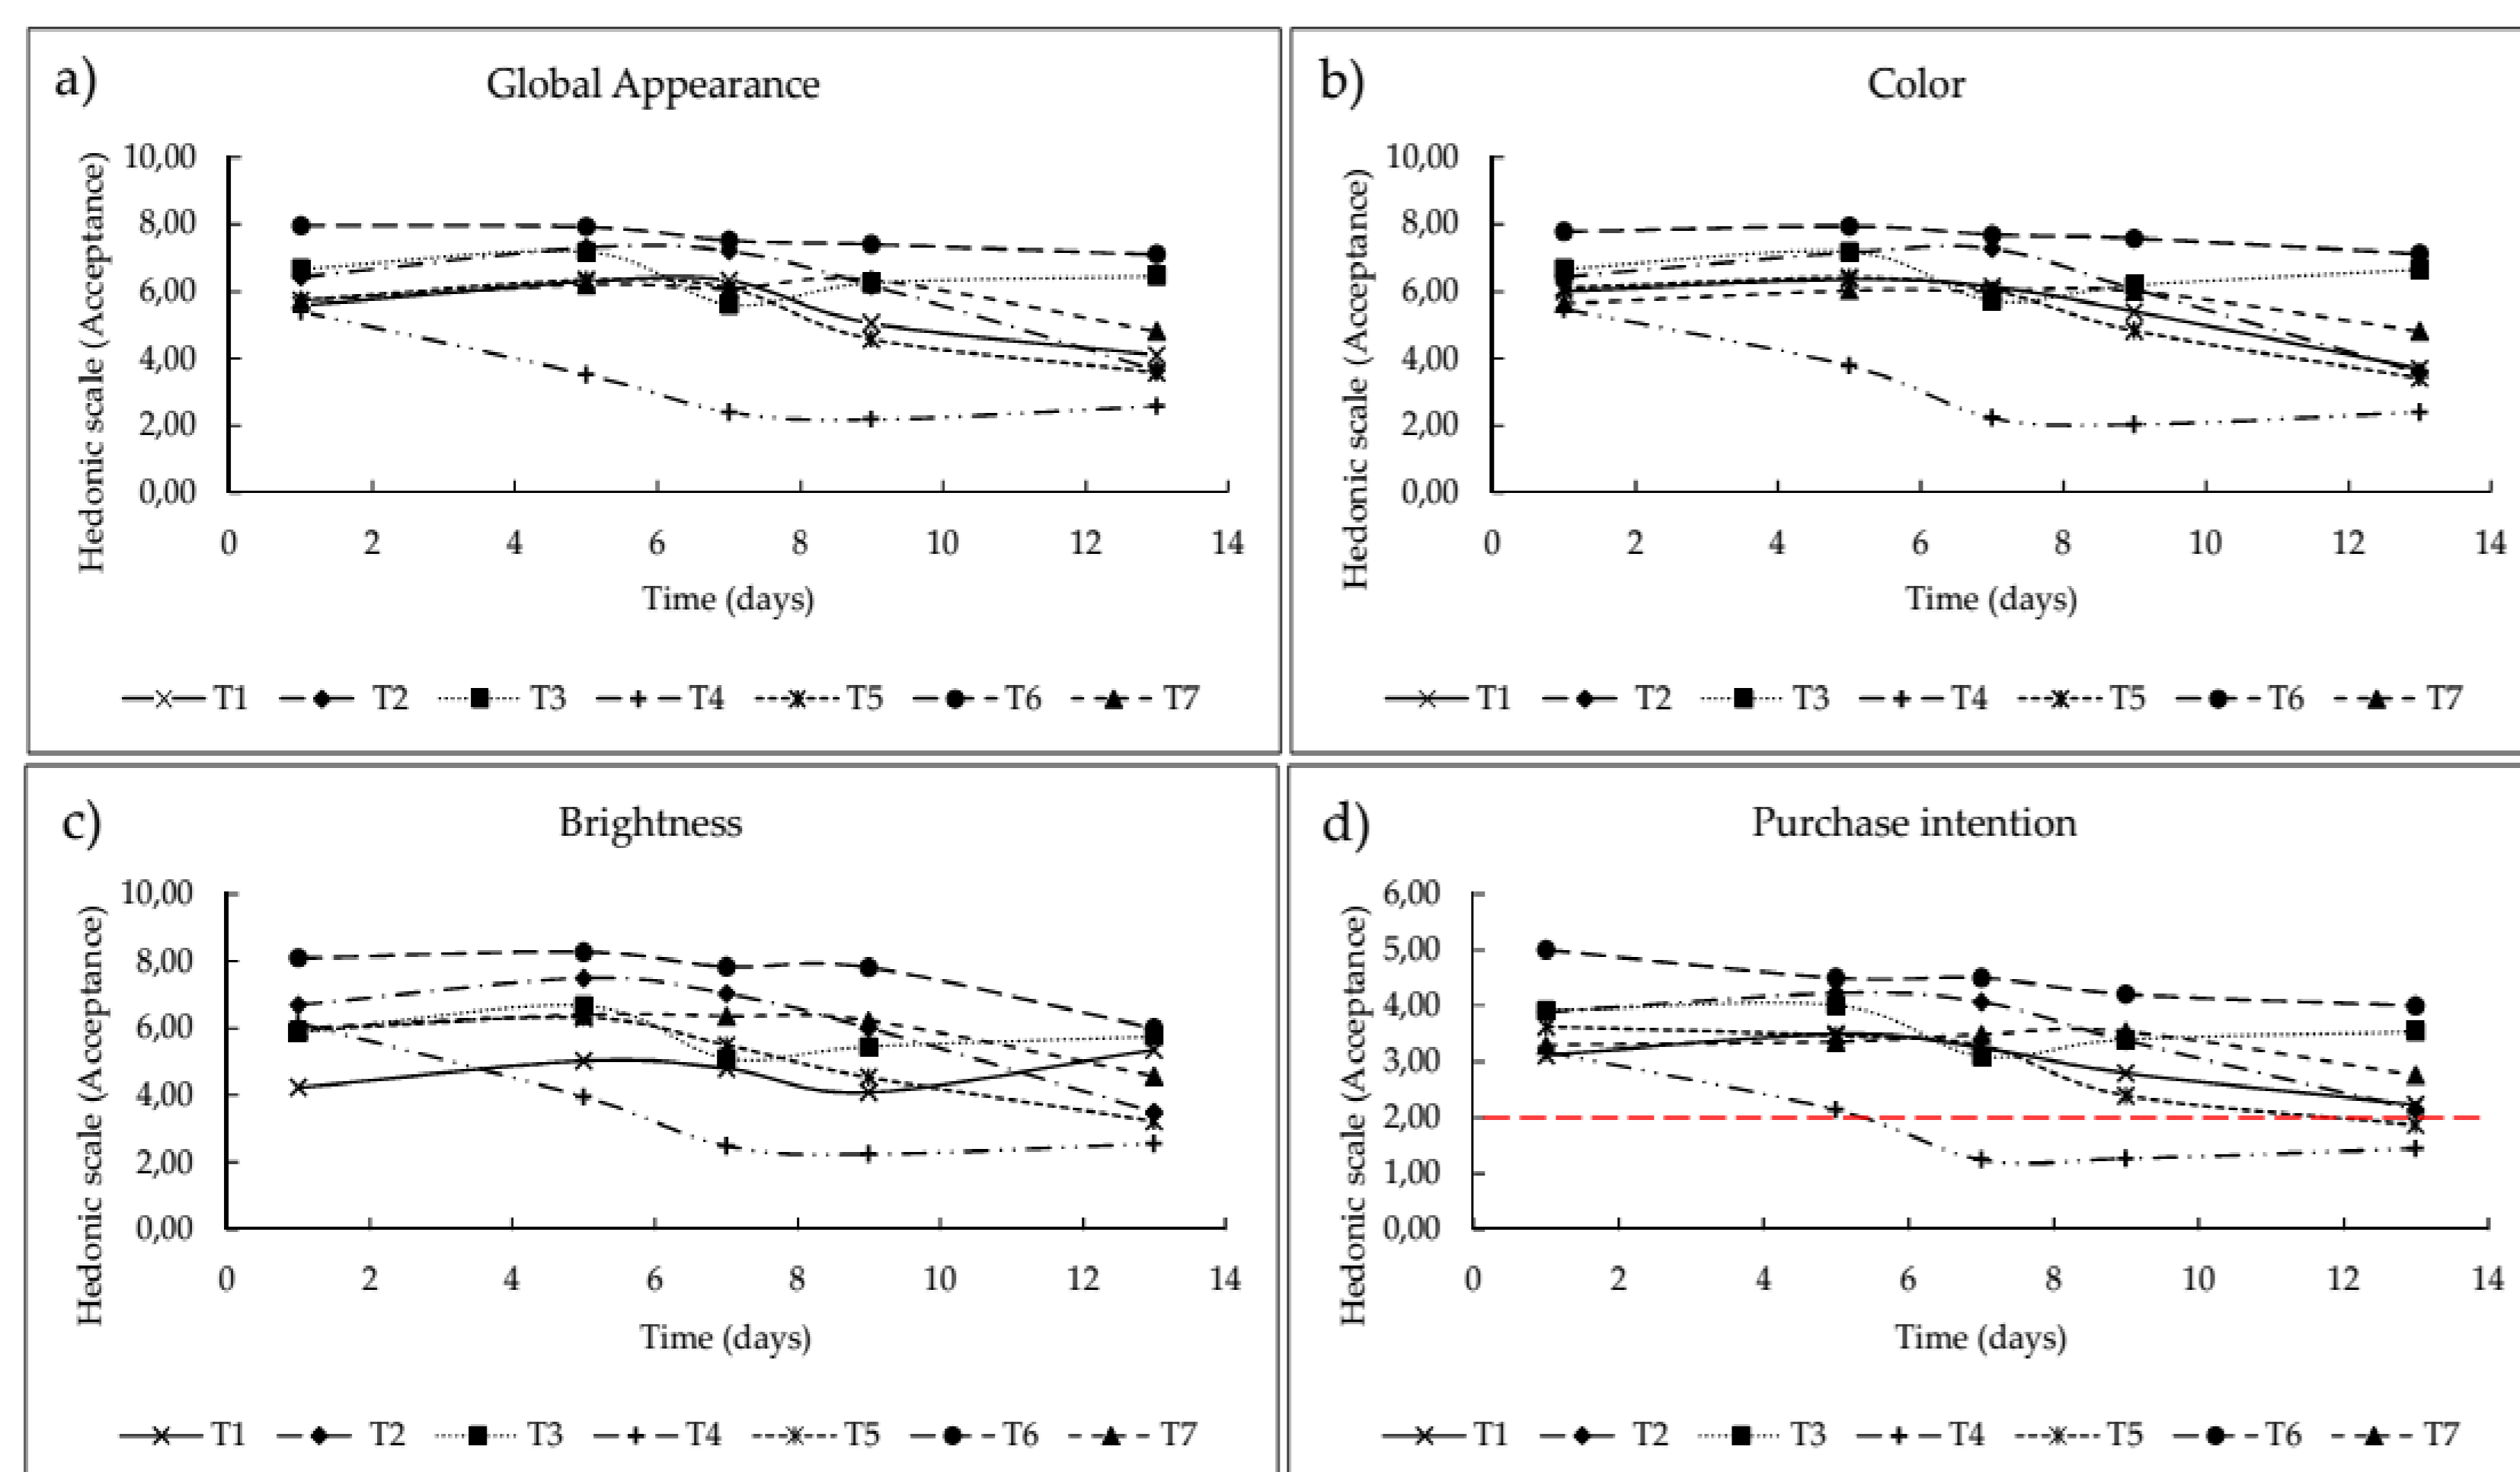 a)
Global Appearance
Hedonic scale (Acceptance)
10,00
8,00
6,00
4,00
2,00
0,00
0 2 4 6 8 10 12 14
Time (days)
T1 T2 T3 T4 T5 T6 T7
b)
Color
Hedonic scale (Acceptance)
10,00
8,00
6,00
4,00
2,00
0,00
0 2 4 6 8 10 12 14
Time (days)
T1 T2 T3 T4 T5 T6 T7
c)
Brightness
Hedonic scale (Acceptance)
10,00
8,00
6,00
4,00
2,00
0,00
0 2 4 6 8 10 12 14
Time (days)
T1 T2 T3 T4 T5 T6 T7
d)
Purchase intention
Hedonic scale (Acceptance)
6,00
5,00
4,00
3,00
2,00
1,00
0,00
0 2 4 6 8 10 12 14
Time (days)
T1 T2 T3 T4 T5 T6 T7